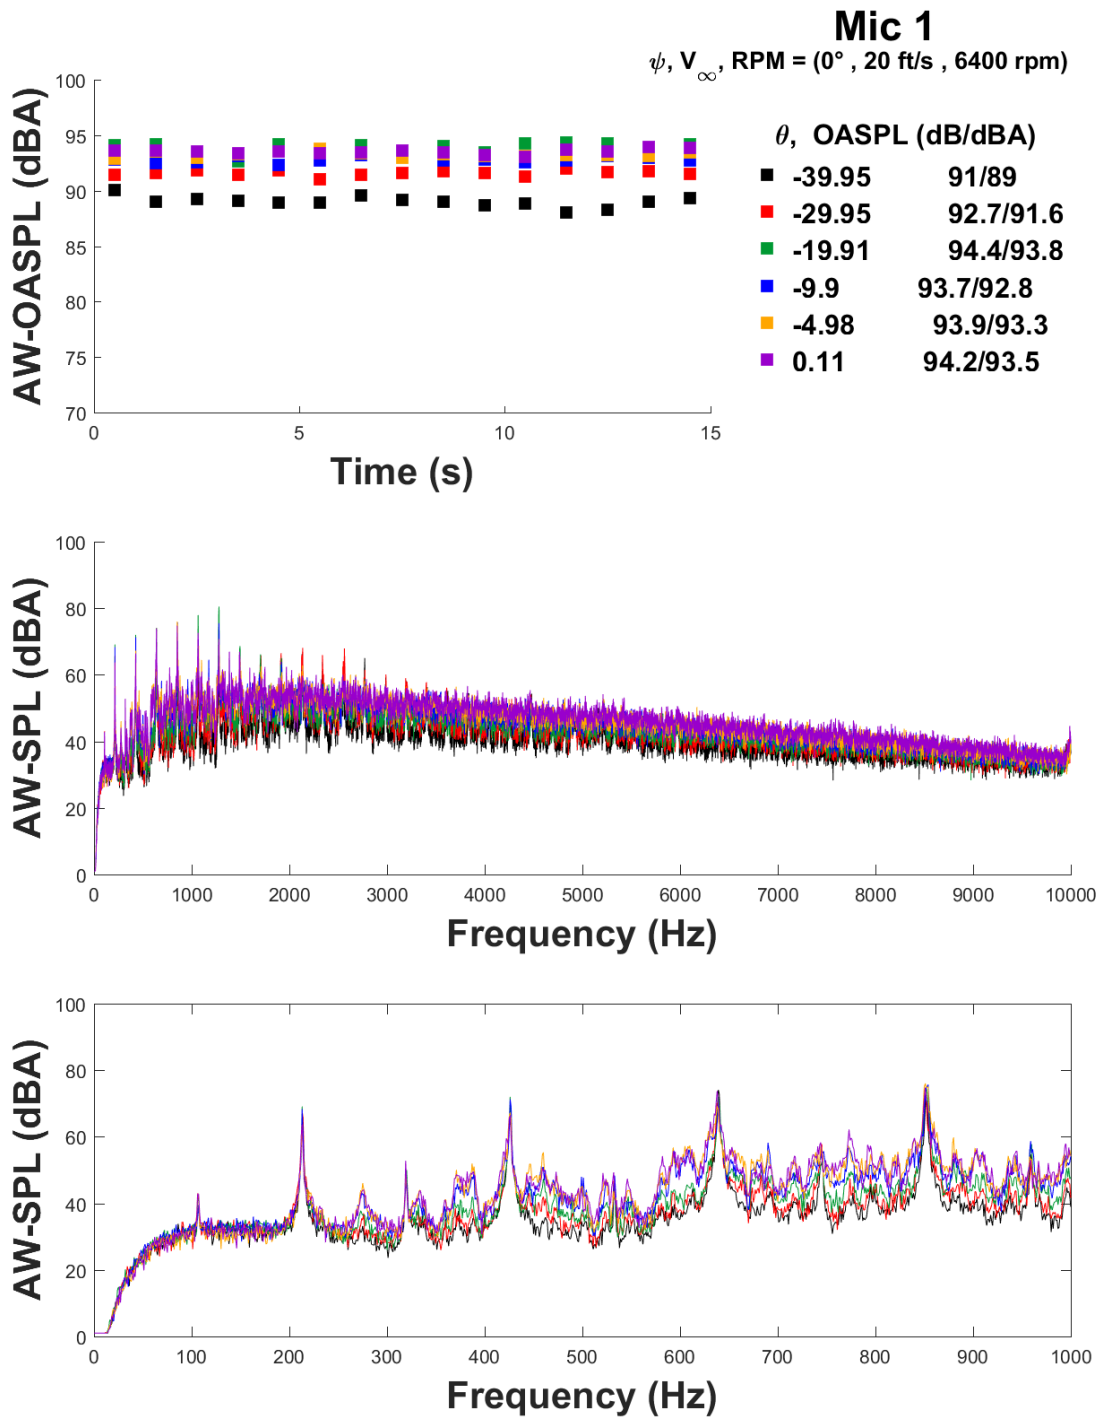 Mic 1
ψ, V∞, RPM = (0° , 20 ft/s , 6400 rpm)
θ, OASPL (dB/dBA)
-39.95 91/89
-29.95 92.7/91.6
-19.91 94.4/93.8
-9.9 93.7/92.8
-4.98 93.9/93.3
0.11 94.2/93.5
AW-OASPL (dBA)
100
95
90
85
80
75
70
0 5 10 15
Time (s)
AW-SPL (dBA)
100
80
60
40
20
0
0 1000 2000 3000 4000 5000 6000 7000 8000 9000 10000
Frequency (Hz)
AW-SPL (dBA)
100
80
60
40
20
0
0 100 200 300 400 500 600 700 800 900 1000
Frequency (Hz)